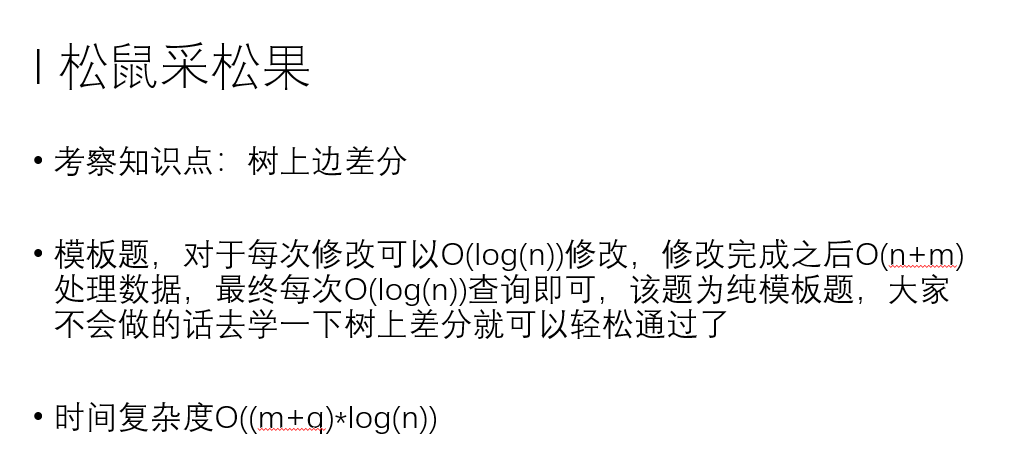 I 松鼠采松果
• 考察知识点：树上边差分
• 模板题，对于每次修改可以O(log(n))修改，修改完成之后O(n+m)
处理数据，最终每次O(log(n))查询即可，该题为纯模板题，大家
不会做的话去学一下树上差分就可以轻松通过了
• 时间复杂度O((m+q)*log(n))